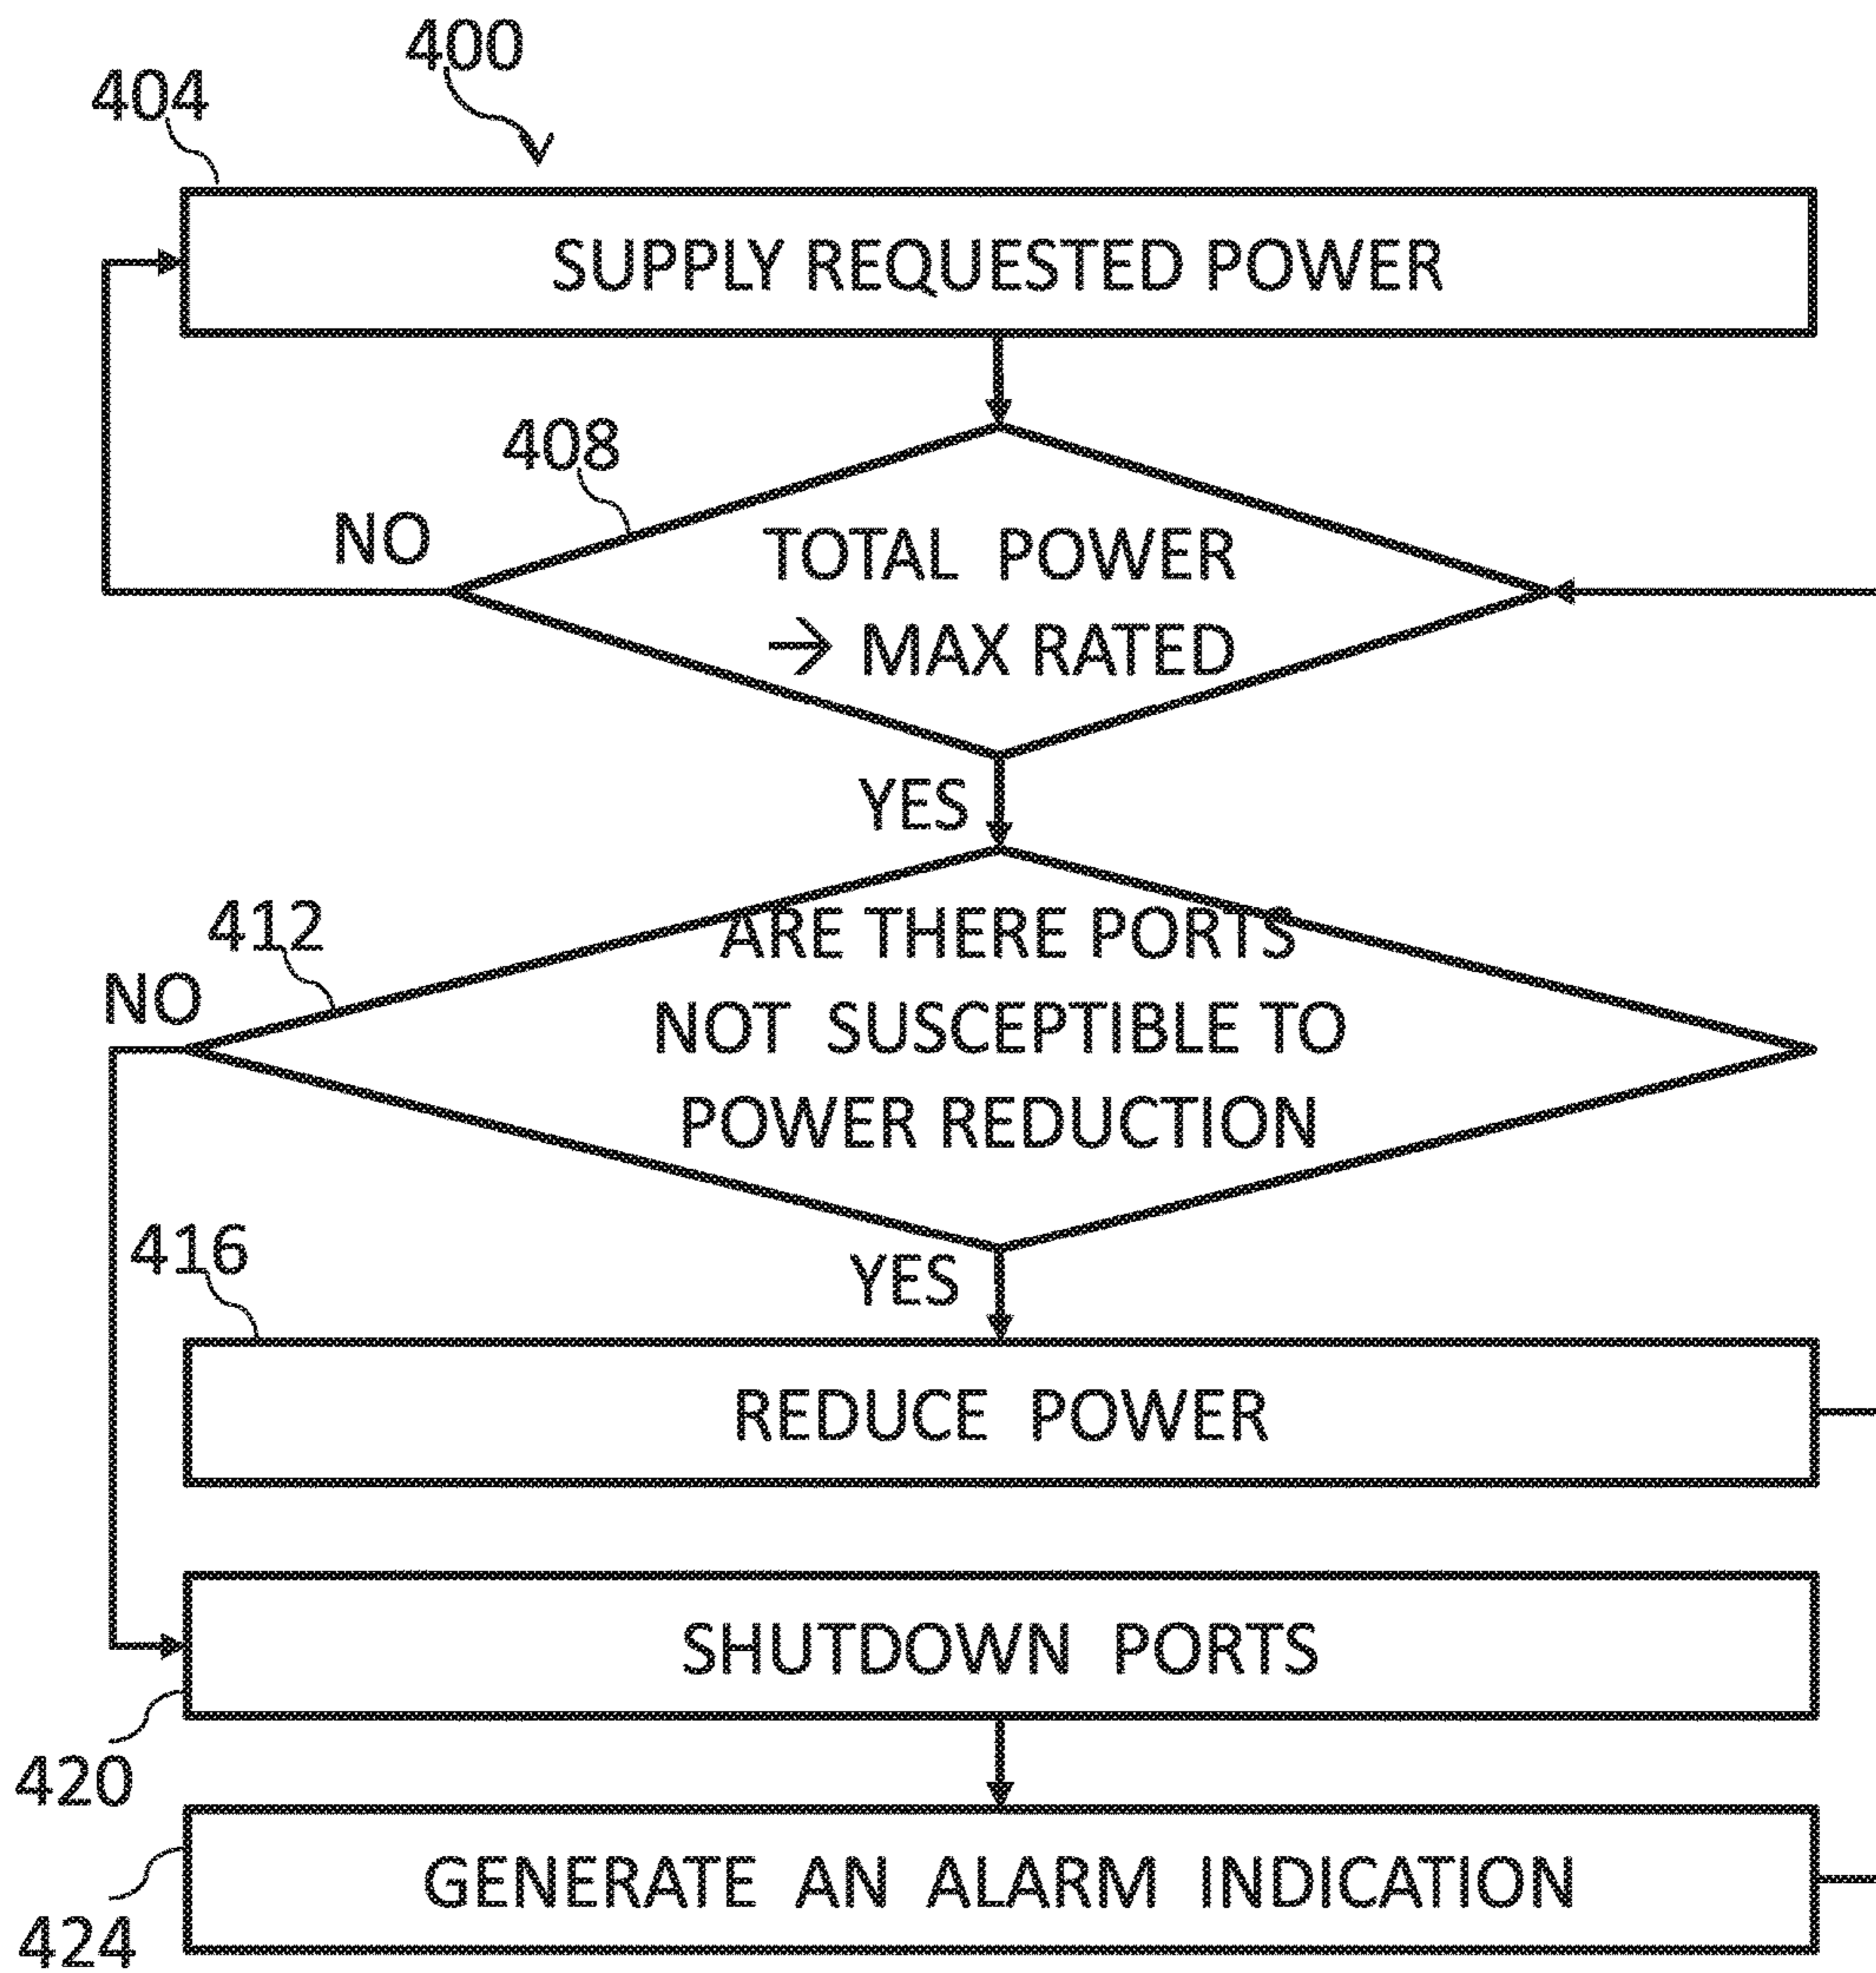 400
404
SUPPLY REQUESTED POWER
408
NO
TOTAL POWER
→ MAX RATED
YES
412
NO
ARE THERE PORTS
NOT SUSCEPTIBLE TO
POWER REDUCTION
416
YES
REDUCE POWER
SHUTDOWN PORTS
420
GENERATE AN ALARM INDICATION
424